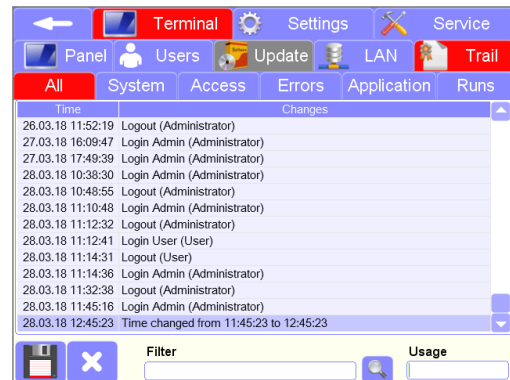 Terminal Settings Service
Panel Users Update LAN Trail
All System Access Errors Application Runs
Time Changes
26.03.18 11:52:19 Logout (Administrator)
27.03.18 16:09:47 Login Admin (Administrator)
27.03.18 17:49:39 Login Admin (Administrator)
28.03.18 10:38:30 Login Admin (Administrator)
28.03.18 10:48:55 Logout (Administrator)
28.03.18 11:10:48 Login Admin (Administrator)
28.03.18 11:12:32 Logout (Administrator)
28.03.18 11:12:41 Login User (User)
28.03.18 11:14:31 Logout (User)
28.03.18 11:14:36 Login Admin (Administrator)
28.03.18 11:32:38 Logout (Administrator)
28.03.18 11:45:16 Login Admin (Administrator)
28.03.18 12:45:23 Time changed from 11:45:23 to 12:45:23
Filter Usage